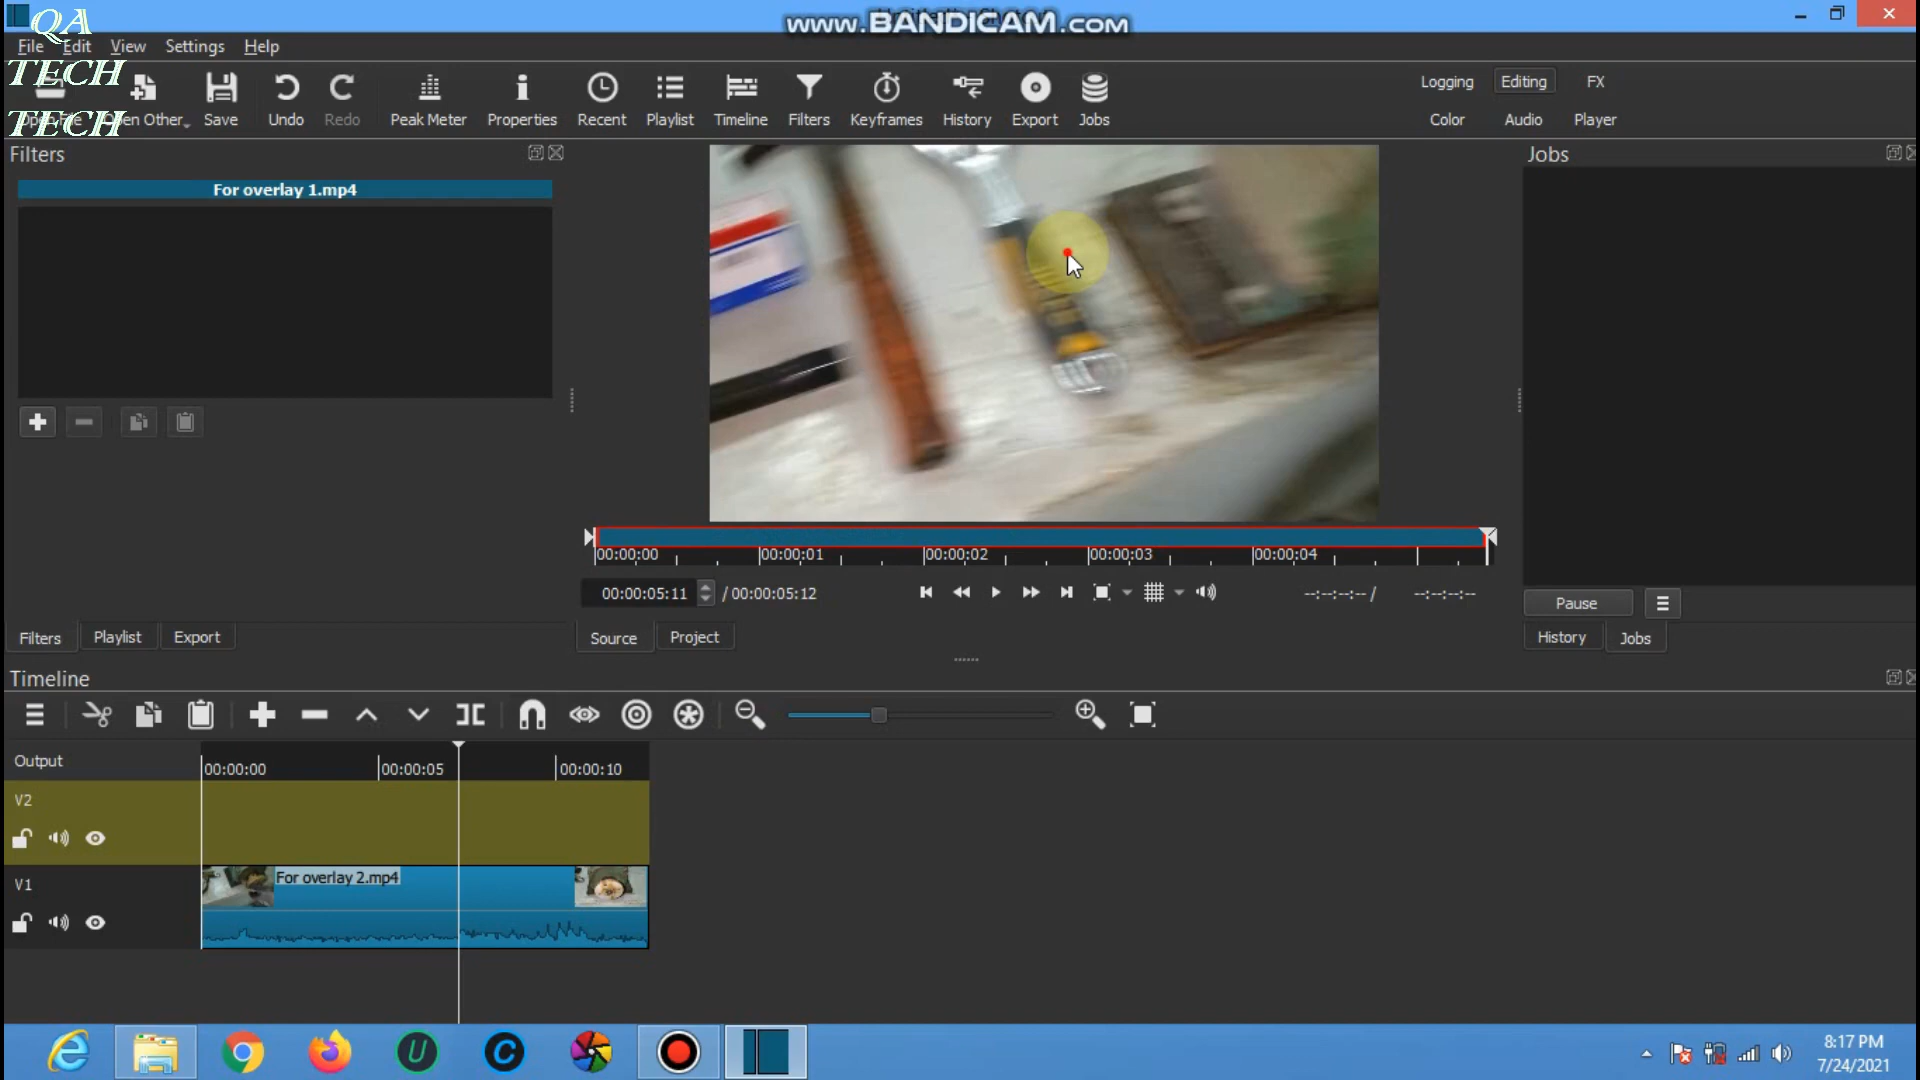 QA
TECH
TECH
www.BANDICAM.com
File Edit View Settings Help
Save Undo Redo Peak Meter Properties Recent Playlist Timeline Filters Keyframes History Export Jobs
Logging Editing FX
Color Audio Player
Filters
For overlay 1.mp4
Jobs
00:00:00 00:00:01 00:00:02 00:00:03 00:00:04
00:00:05:11 / 00:00:05:12
--:--:--:-- / --:--:--:--
Pause
Filters Playlist Export
Source Project
History Jobs
Timeline
Output
00:00:00 00:00:05 00:00:10
V2
V1
For overlay 2.mp4
8:17 PM
7/24/2021